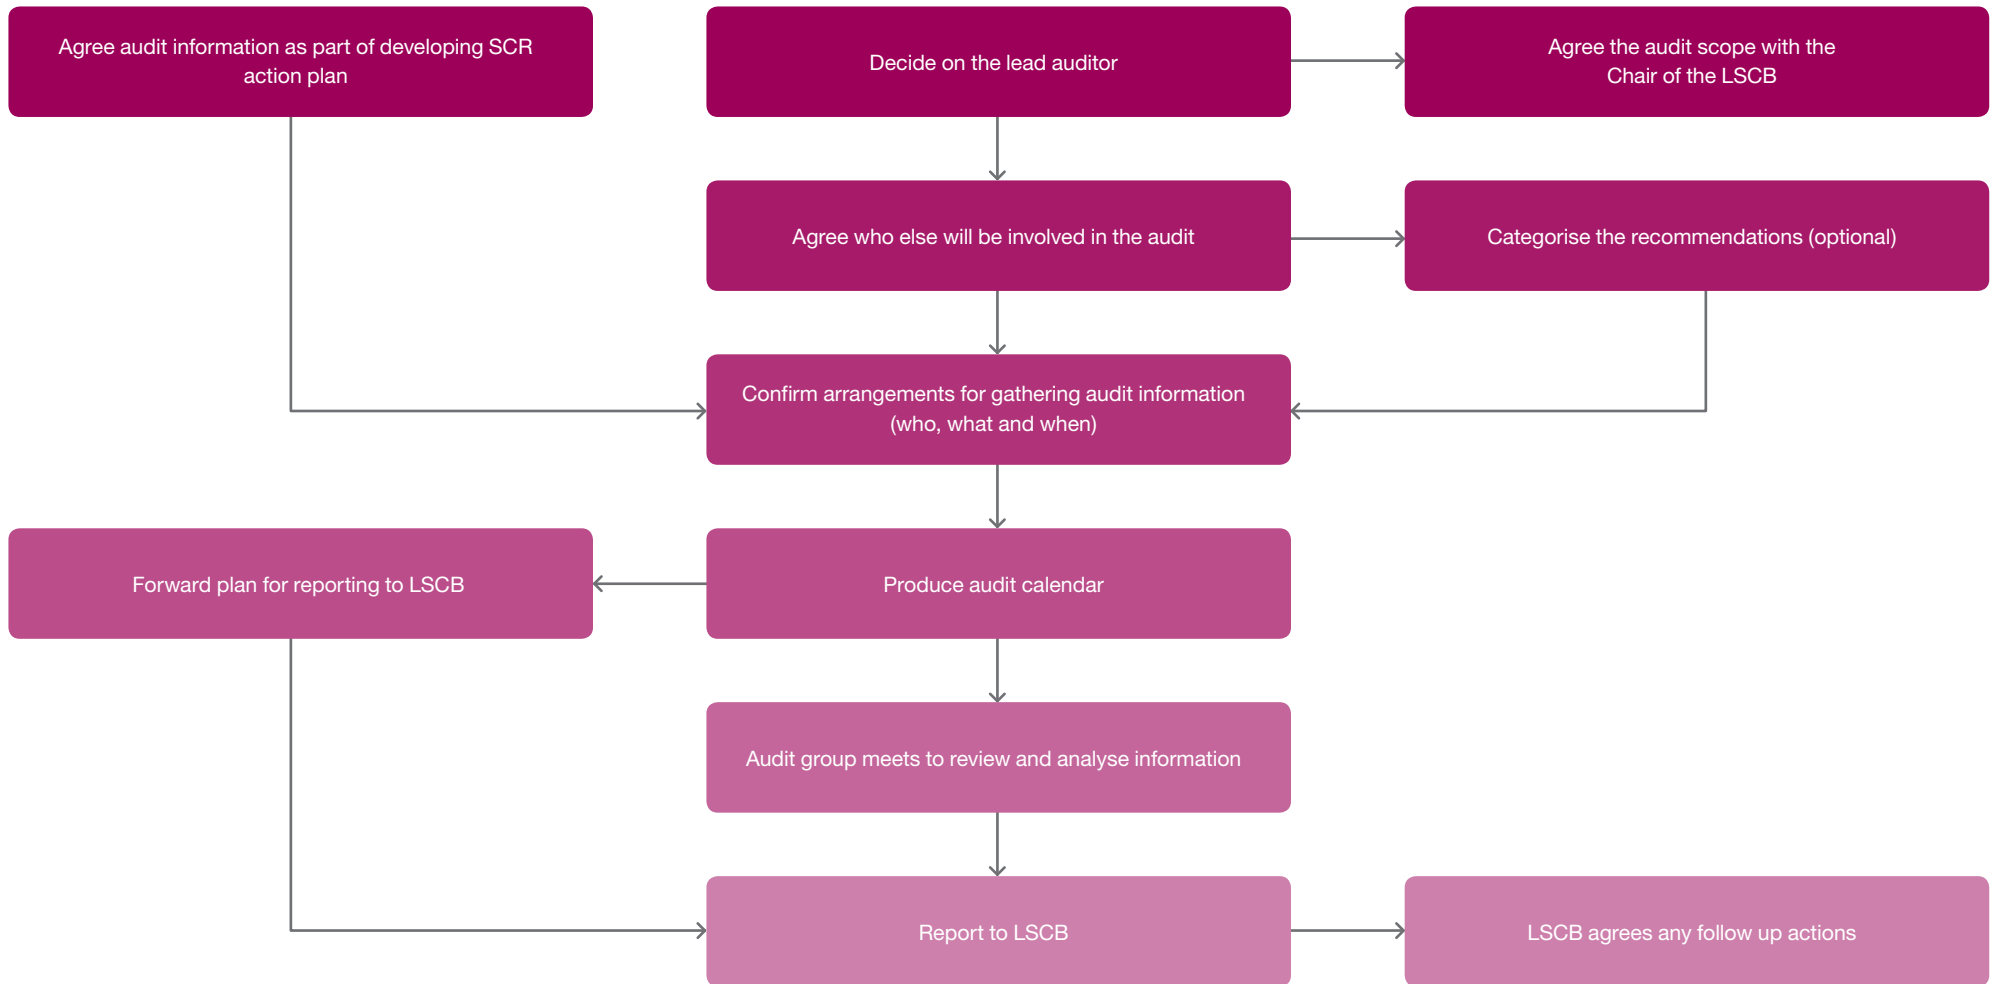 Agree audit information as part of developing SCR
action plan
Decide on the lead auditor
Agree the audit scope with the
Chair of the LSCB
Agree who else will be involved in the audit
Categorise the recommendations (optional)
Confirm arrangements for gathering audit information
(who, what and when)
Forward plan for reporting to LSCB
Produce audit calendar
Audit group meets to review and analyse information
Report to LSCB
LSCB agrees any follow up actions